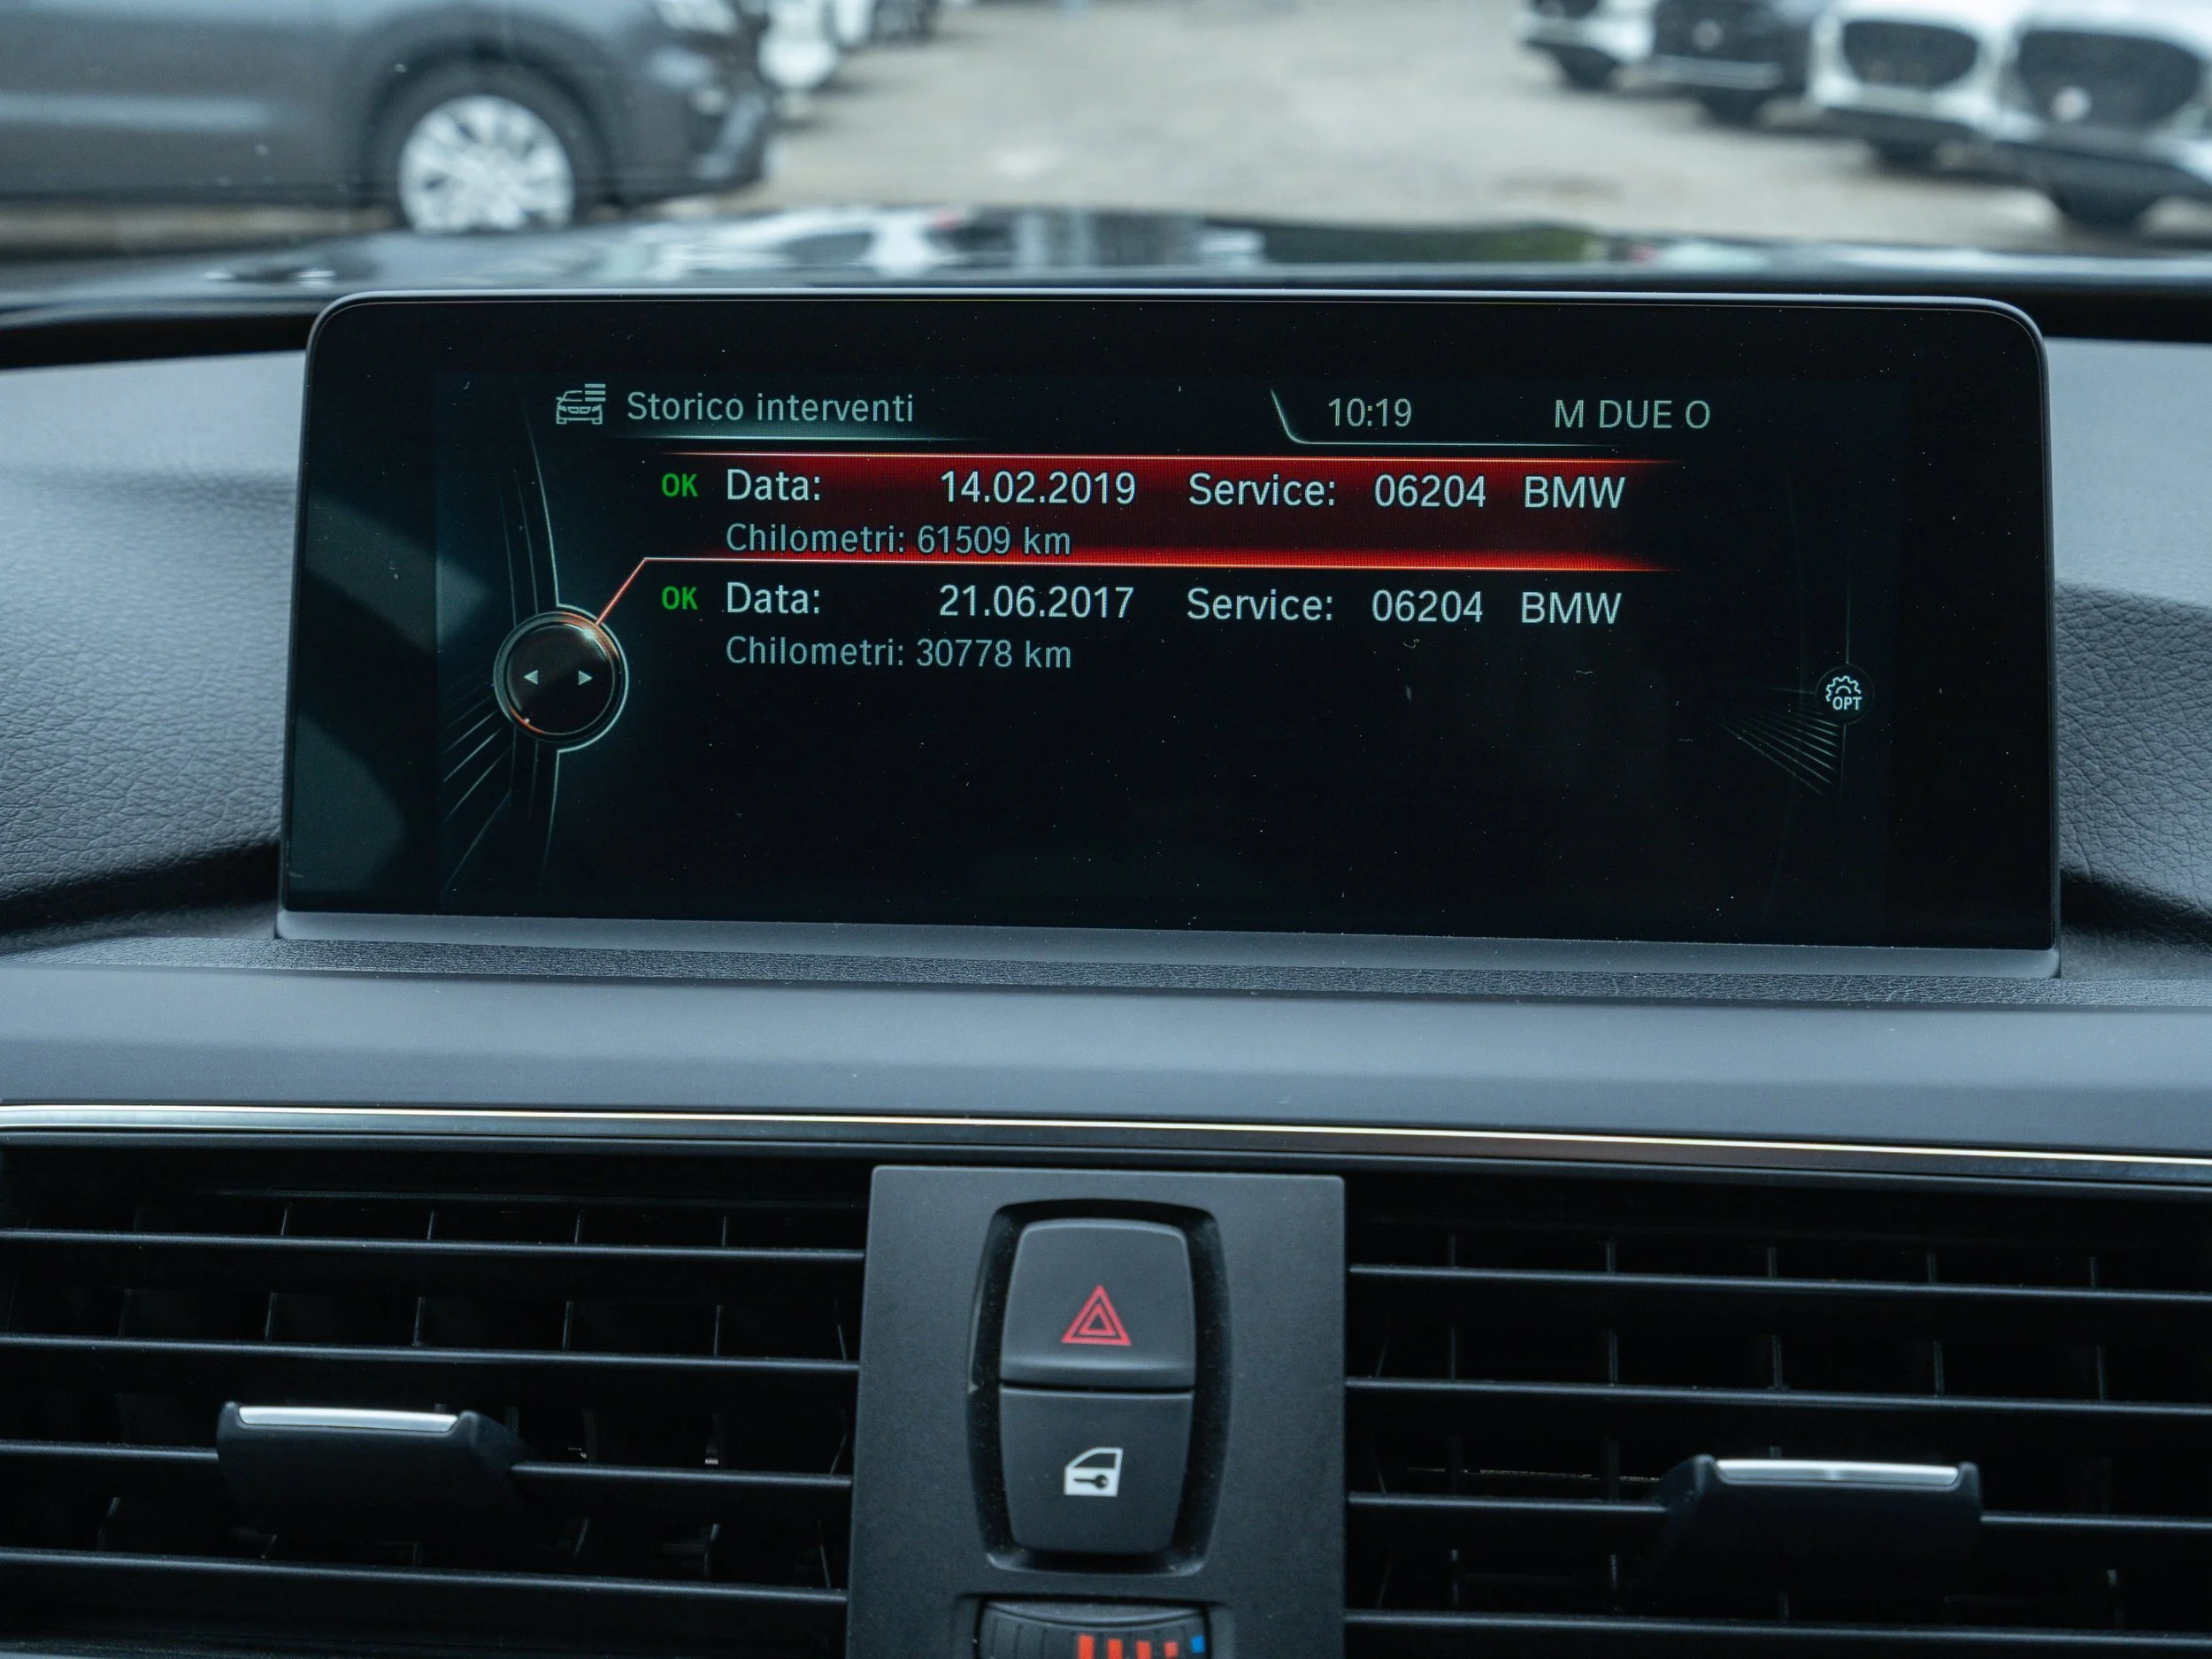 Storico interventi 10:19 M DUE O
OK Data: 14.02.2019 Service: 06204 BMW
Chilometri: 61509 km
OK Data: 21.06.2017 Service: 06204 BMW
Chilometri: 30778 km
OPT